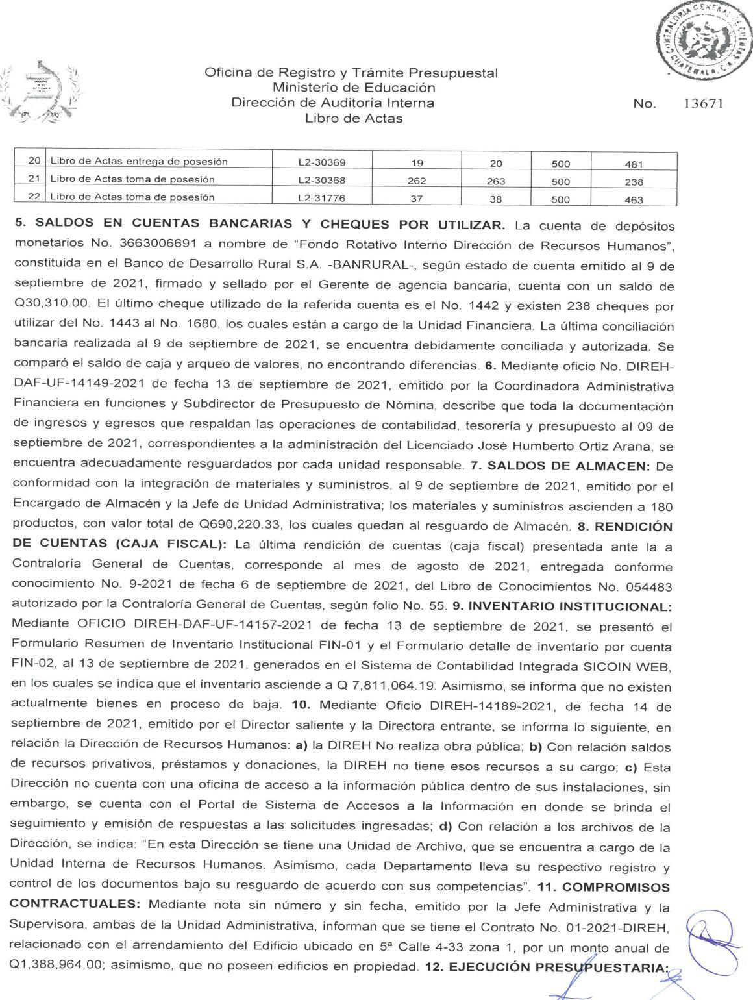 CONTRALORIA GENERAL DE CUENTAS
GUATEMALA, C.A.
Oficina de Registro y Trámite Presupuestal
Ministerio de Educación
Dirección de Auditoría Interna
No. 13671
Libro de Actas
20 Libro de Actas entrega de posesión L2-30369 19 20 500 481
21 Libro de Actas toma de posesión L2-30368 262 263 500 238
22 Libro de Actas toma de posesión L2-31776 37 38 500 463
5. SALDOS EN CUENTAS BANCARIAS Y CHEQUES POR UTILIZAR. La cuenta de depósitos
monetarios No. 3663006691 a nombre de “Fondo Rotativo Interno Dirección de Recursos Humanos”,
constituida en el Banco de Desarrollo Rural S.A. -BANRURAL-, según estado de cuenta emitido al 9 de
septiembre de 2021, firmado y sellado por el Gerente de agencia bancaria, cuenta con un saldo de
Q30,310.00. El último cheque utilizado de la referida cuenta es el No. 1442 y existen 238 cheques por
utilizar del No. 1443 al No. 1680, los cuales están a cargo de la Unidad Financiera. La última conciliación
bancaria realizada al 9 de septiembre de 2021, se encuentra debidamente conciliada y autorizada. Se
comparó el saldo de caja y arqueo de valores, no encontrando diferencias. 6. Mediante oficio No. DIREH-
DAF-UF-14149-2021 de fecha 13 de septiembre de 2021, emitido por la Coordinadora Administrativa
Financiera en funciones y Subdirector de Presupuesto de Nómina, describe que toda la documentación
de ingresos y egresos que respaldan las operaciones de contabilidad, tesorería y presupuesto al 09 de
septiembre de 2021, correspondientes a la administración del Licenciado José Humberto Ortiz Arana, se
encuentra adecuadamente resguardados por cada unidad responsable. 7. SALDOS DE ALMACEN: De
conformidad con la integración de materiales y suministros, al 9 de septiembre de 2021, emitido por el
Encargado de Almacén y la Jefe de Unidad Administrativa; los materiales y suministros ascienden a 180
productos, con valor total de Q690,220.33, los cuales quedan al resguardo de Almacén. 8. RENDICIÓN
DE CUENTAS (CAJA FISCAL): La última rendición de cuentas (caja fiscal) presentada ante la a
Contraloría General de Cuentas, corresponde al mes de agosto de 2021, entregada conforme
conocimiento No. 9-2021 de fecha 6 de septiembre de 2021, del Libro de Conocimientos No. 054483
autorizado por la Contraloría General de Cuentas, según folio No. 55. 9. INVENTARIO INSTITUCIONAL:
Mediante OFICIO DIREH-DAF-UF-14157-2021 de fecha 13 de septiembre de 2021, se presentó el
Formulario Resumen de Inventario Institucional FIN-01 y el Formulario detalle de inventario por cuenta
FIN-02, al 13 de septiembre de 2021, generados en el Sistema de Contabilidad Integrada SICOIN WEB,
en los cuales se indica que el inventario asciende a Q 7,811,064.19. Asimismo, se informa que no existen
actualmente bienes en proceso de baja. 10. Mediante Oficio DIREH-14189-2021, de fecha 14 de
septiembre de 2021, emitido por el Director saliente y la Directora entrante, se informa lo siguiente, en
relación la Dirección de Recursos Humanos: a) la DIREH No realiza obra pública; b) Con relación saldos
de recursos privativos, préstamos y donaciones, la DIREH no tiene esos recursos a su cargo; c) Esta
Dirección no cuenta con una oficina de acceso a la información pública dentro de sus instalaciones, sin
embargo, se cuenta con el Portal de Sistema de Accesos a la Información en donde se brinda el
seguimiento y emisión de respuestas a las solicitudes ingresadas; d) Con relación a los archivos de la
Dirección, se indica: “En esta Dirección se tiene una Unidad de Archivo, que se encuentra a cargo de la
Unidad Interna de Recursos Humanos. Asimismo, cada Departamento lleva su respectivo registro y
control de los documentos bajo su resguardo de acuerdo con sus competencias”. 11. COMPROMISOS
CONTRACTUALES: Mediante nota sin número y sin fecha, emitido por la Jefe Administrativa y la
Supervisora, ambas de la Unidad Administrativa, informan que se tiene el Contrato No. 01-2021-DIREH,
relacionado con el arrendamiento del Edificio ubicado en 5ª Calle 4-33 zona 1, por un monto anual de
Q1,388,964.00; asimismo, que no poseen edificios en propiedad. 12. EJECUCIÓN PRESUPUESTARIA: